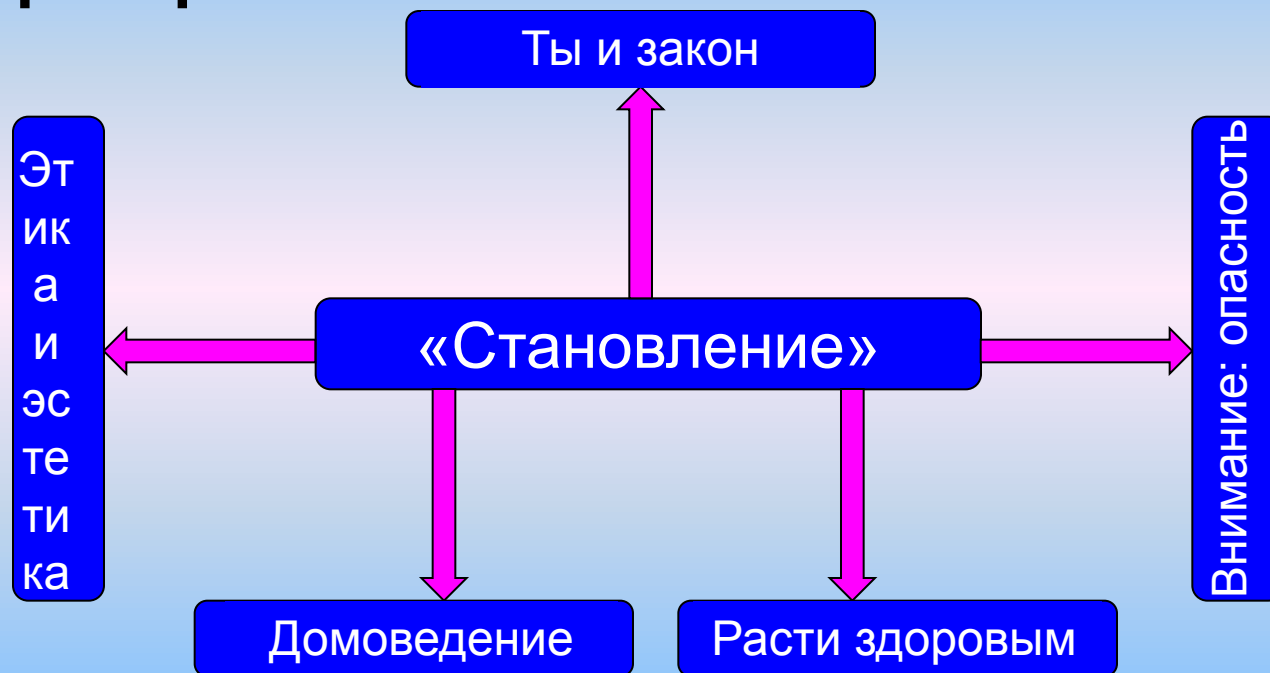 Ты и закон
Эт
ик
а
и
эс
те
ти
ка
«Становление»
Внимание: опасность
Домоведение
Расти здоровым